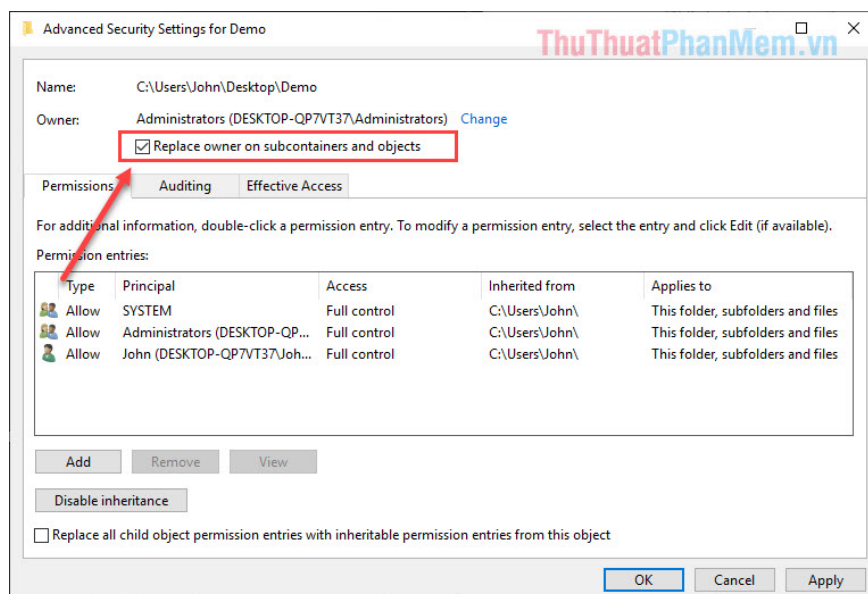 Advanced Security Settings for Demo
ThuThuatPhanMem.vn
Name: C:\Users\John\Desktop\Demo
Owner: Administrators (DESKTOP-QP7VT37\Administrators) Change
Replace owner on subcontainers and objects
Permissions Auditing Effective Access
For additional information, double-click a permission entry. To modify a permission entry, select the entry and click Edit (if available).
Permission entries:
Type Principal Access Inherited from Applies to
Allow SYSTEM Full control C:\Users\John\ This folder, subfolders and files
Allow Administrators (DESKTOP-QP... Full control C:\Users\John\ This folder, subfolders and files
Allow John (DESKTOP-QP7VT37\Joh... Full control C:\Users\John\ This folder, subfolders and files
Add Remove View
Disable inheritance
Replace all child object permission entries with inheritable permission entries from this object
OK Cancel Apply